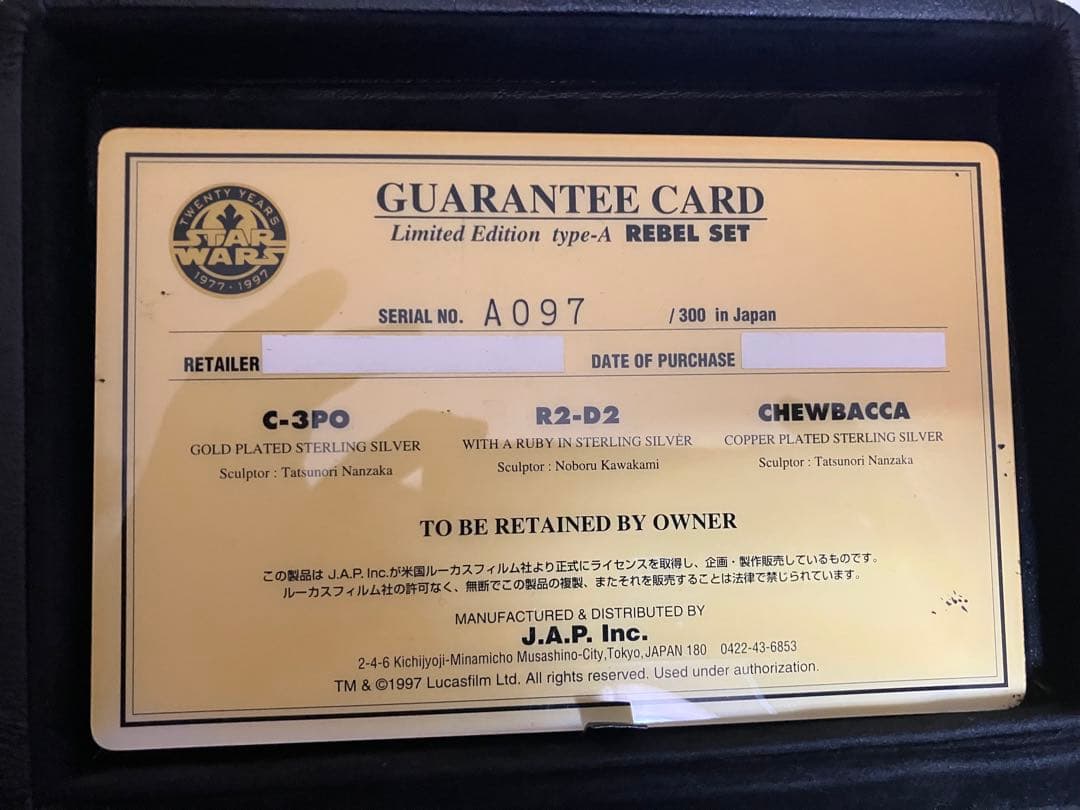 TWENTY YEARS
STAR
WARS
1977 - 1997
GUARANTEE CARD
Limited Edition type-A REBEL SET
SERIAL NO. A097 /300 in Japan
RETAILER DATE OF PURCHASE
C-3PO R2-D2 CHEWBACCA
GOLD PLATED STERLING SILVER WITH A RUBY IN STERLING SILVER COPPER PLATED STERLING SILVER
Sculptor : Tatsunori Nanzaka Sculptor : Noboru Kawakami Sculptor : Tatsunori Nanzaka
TO BE RETAINED BY OWNER
この製品は J.A.P. Inc.が米国ルーカスフィルム社より正式にライセンスを取得し、企画・製作販売しているものです。
ルーカスフィルム社の許可なく、無断でこの製品の複製、またそれを販売することは法律で禁じられています。
MANUFACTURED & DISTRIBUTED BY
J.A.P. Inc.
2-4-6 Kichijyoji-Minamicho Musashino-City,Tokyo,JAPAN 180 0422-43-6853
TM & ©1997 Lucasfilm Ltd. All rights reserved. Used under authorization.